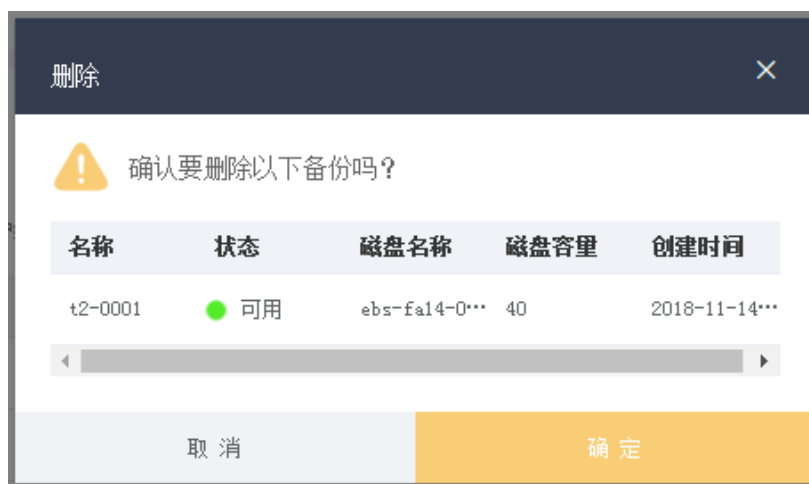 删除
确认要删除以下备份吗？
名称 状态 磁盘名称 磁盘容量 创建时间
t2-0001 可用 ebs-fa14-0… 40 2018-11-14…
取 消 确 定